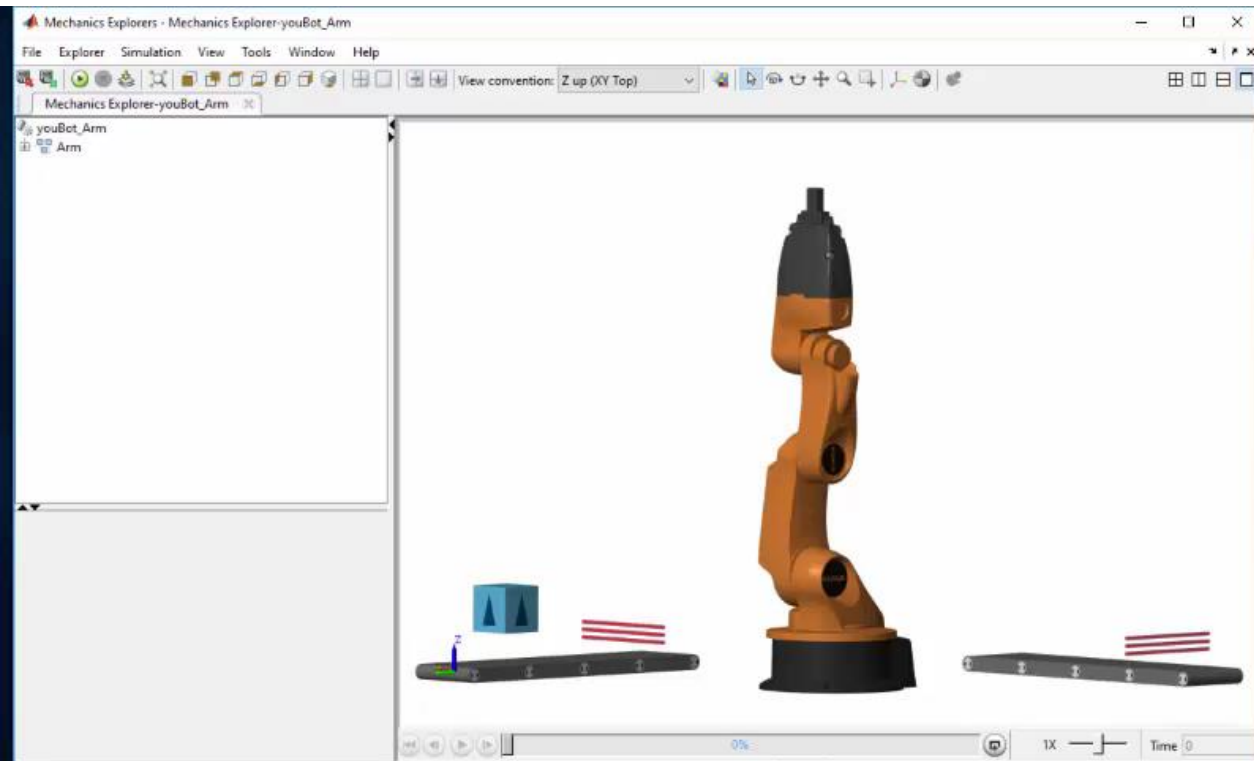 Mechanics Explorers - Mechanics Explorer-youBot_Arm
File Explorer Simulation View Tools Window Help
View convention: Z up (XY Top)
Mechanics Explorer-youBot_Arm
youBot_Arm
Arm
Z
0%
1X
Time 0